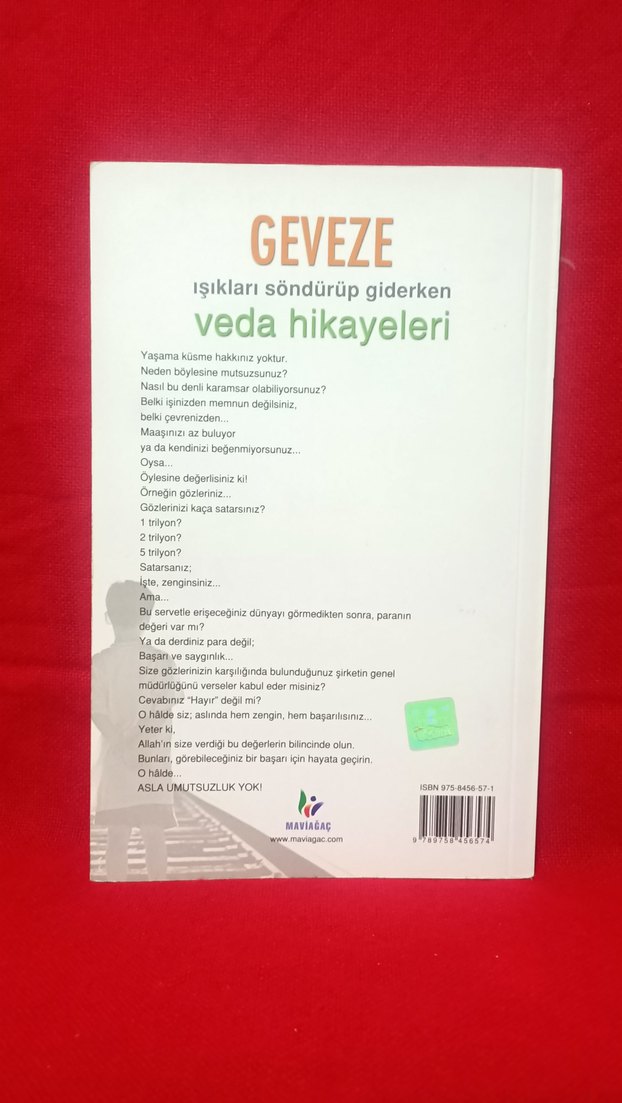 GEVEZE
ışıkları söndürüp giderken
veda hikayeleri
Yaşama küsme hakkınız yoktur.
Neden böylesine mutsuzsunuz?
Nasıl bu denli karamsar olabiliyorsunuz?
Belki işinizden memnun değilsiniz,
belki çevrenizden...
Maaşınızı az buluyor
ya da kendinizi beğenmiyorsunuz...
Oysa...
Öylesine değerlisiniz ki!
Örneğin gözleriniz...
Gözlerinizi kaça satarsınız?
1 trilyon?
2 trilyon?
5 trilyon?
Satarsanız;
İşte, zenginsiniz...
Ama...
Bu servetle erişeceğiniz dünyayı görmedikten sonra, paranın
değeri var mı?
Ya da derdiniz para değil;
Başarı ve saygınlık...
Size gözlerinizin karşılığında bulunduğunuz şirketin genel
müdürlüğünü verseler kabul eder misiniz?
Cevabınız "Hayır" değil mi?
O hâlde siz; aslında hem zengin, hem başarılısınız...
Yeter ki,
Allah'ın size verdiği bu değerlerin bilincinde olun.
Bunları, görebileceğiniz bir başarı için hayata geçirin.
O hâlde...
ASLA UMUTSUZLUK YOK!
MAVİAĞAÇ
www.maviagac.com
ISBN 975-8456-57-1
9 789758 456574